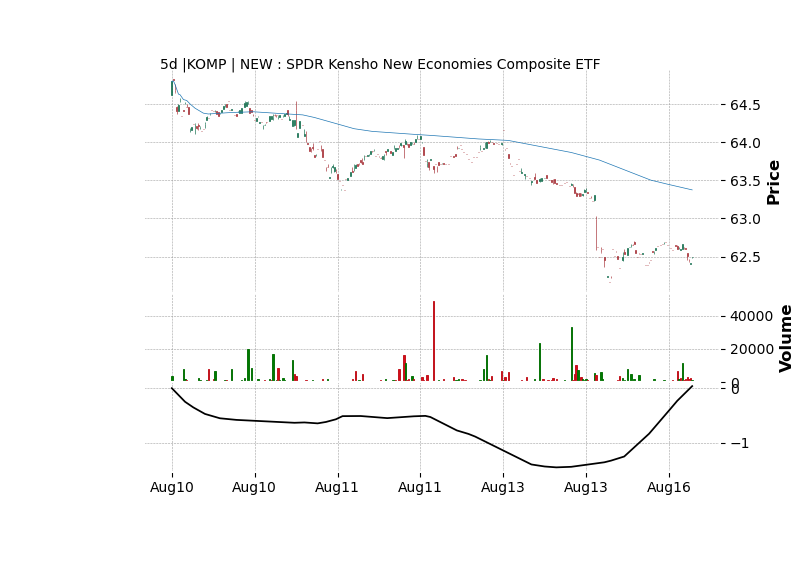 5d |KOMP | NEW : SPDR Kensho New Economies Composite ETF
64.5
64.0
63.5
63.0
62.5
Price
40000
20000
0
Volume
0
−1
Aug10 Aug10 Aug11 Aug11 Aug13 Aug13 Aug16